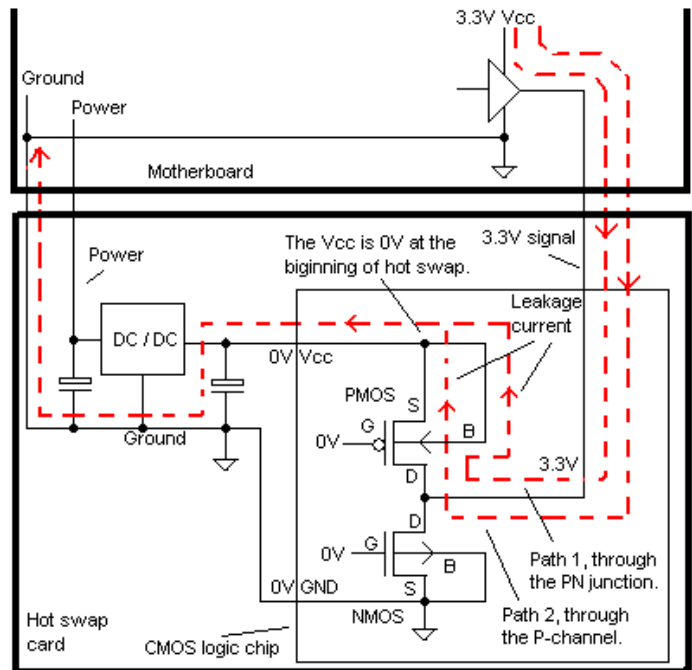 3.3V Vcc
Ground
Power
Motherboard
Power
The Vcc is 0V at the
biginning of hot swap.
3.3V signal
Leakage
current
DC / DC
0V Vcc
PMOS
S
G
0V
B
D
3.3V
Ground
D
0V
G
B
S
0V GND
NMOS
Path 1, through
the PN junction.
Path 2, through
the P-channel.
Hot swap
card
CMOS logic chip